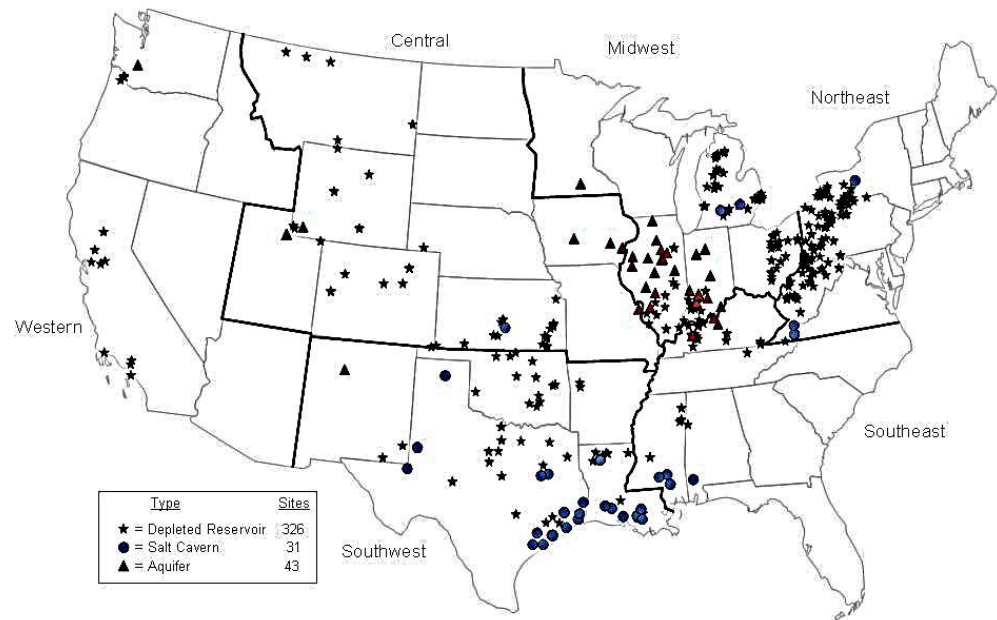 Central
Midwest
Northeast
Western
Southeast
Southwest
Type Sites
= Depleted Reservoir 326
= Salt Cavern 31
= Aquifer 43